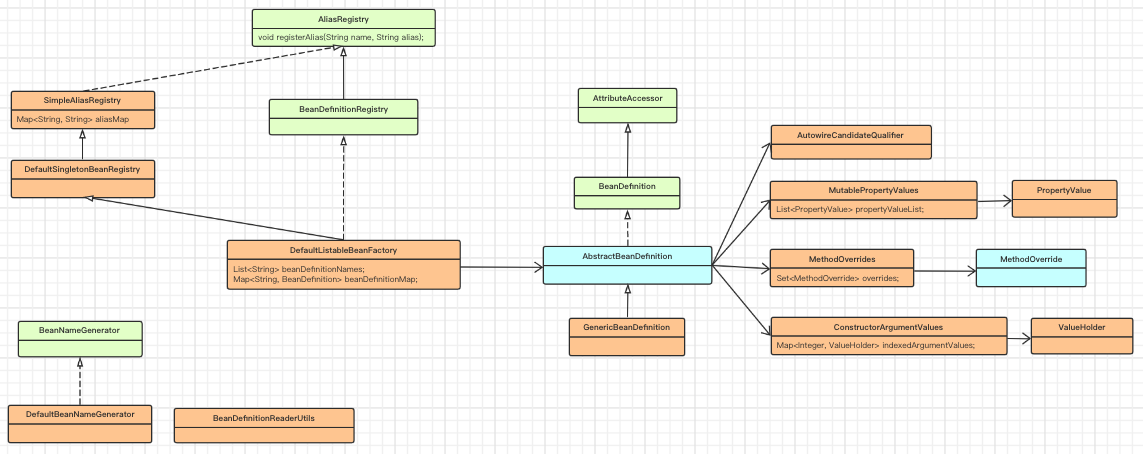 AliasRegistry
void registerAlias(String name, String alias);
SimpleAliasRegistry
Map<String, String> aliasMap
BeanDefinitionRegistry
DefaultSingletonBeanRegistry
DefaultListableBeanFactory
List<String> beanDefinitionNames;
Map<String, BeanDefinition> beanDefinitionMap;
BeanNameGenerator
DefaultBeanNameGenerator
BeanDefinitionReaderUtils
AttributeAccessor
BeanDefinition
AbstractBeanDefinition
GenericBeanDefinition
AutowireCandidateQualifier
MutablePropertyValues
List<PropertyValue> propertyValueList;
PropertyValue
MethodOverrides
Set<MethodOverride> overrides;
MethodOverride
ConstructorArgumentValues
Map<Integer, ValueHolder> indexedArgumentValues;
ValueHolder